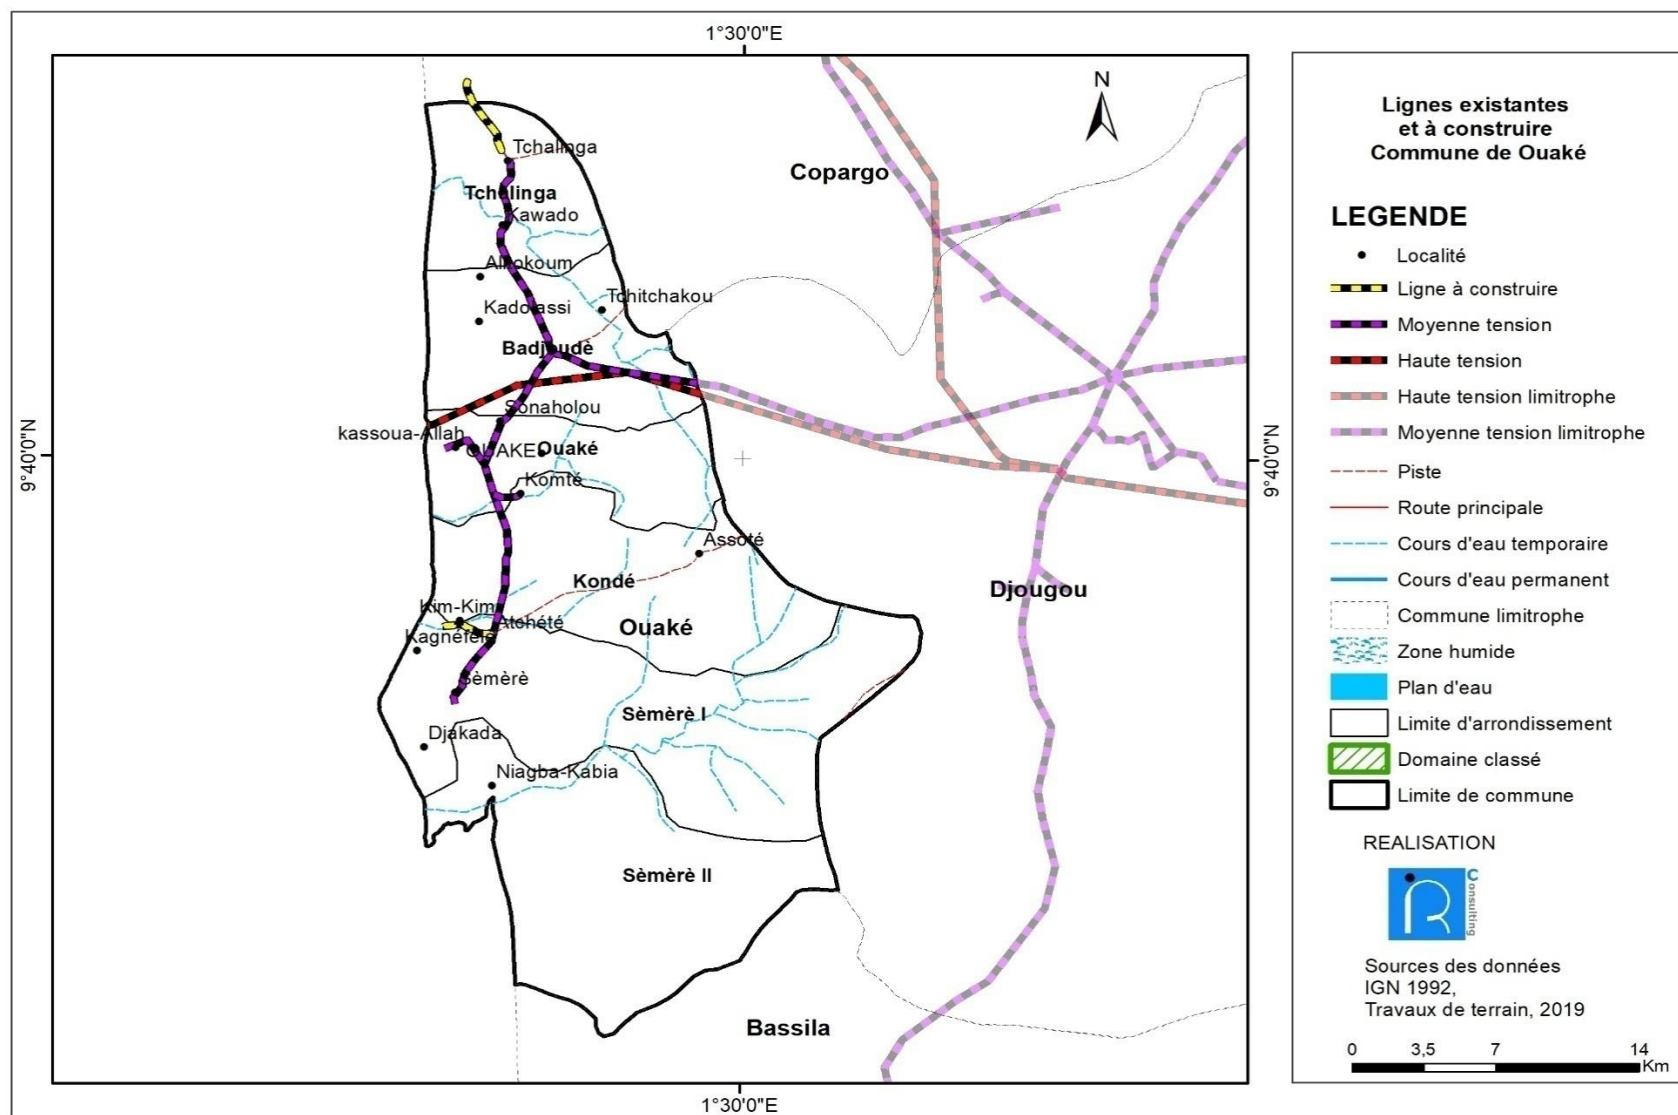 1°30'0"E
N
Copargo
Tchalinga
Tchalinga
Kawado
Alhokoum
Kadolassi
Tchitchakou
Badjoudè
Sonaholou
kassoua-Allah
OUAKE
Ouaké
Komté
9°40'0"N
9°40'0"N
Assoté
Kondé
Djougou
Kim-Kim
Atchété
Ouaké
Sèmèrè
Sèmèrè I
Djakada
Niagba-Kabia
Sèmèrè II
Bassila
1°30'0"E
Lignes existantes
et à construire
Commune de Ouaké
LEGENDE
Localité
Ligne à construire
Moyenne tension
Haute tension
Haute tension limitrophe
Moyenne tension limitrophe
Piste
Route principale
Cours d'eau temporaire
Cours d'eau permanent
Commune limitrophe
Zone humide
Plan d'eau
Limite d'arrondissement
Domaine classé
Limite de commune
REALISATION
R
Consulting
Sources des données
IGN 1992,
Travaux de terrain, 2019
0 3,5 7 14
Km